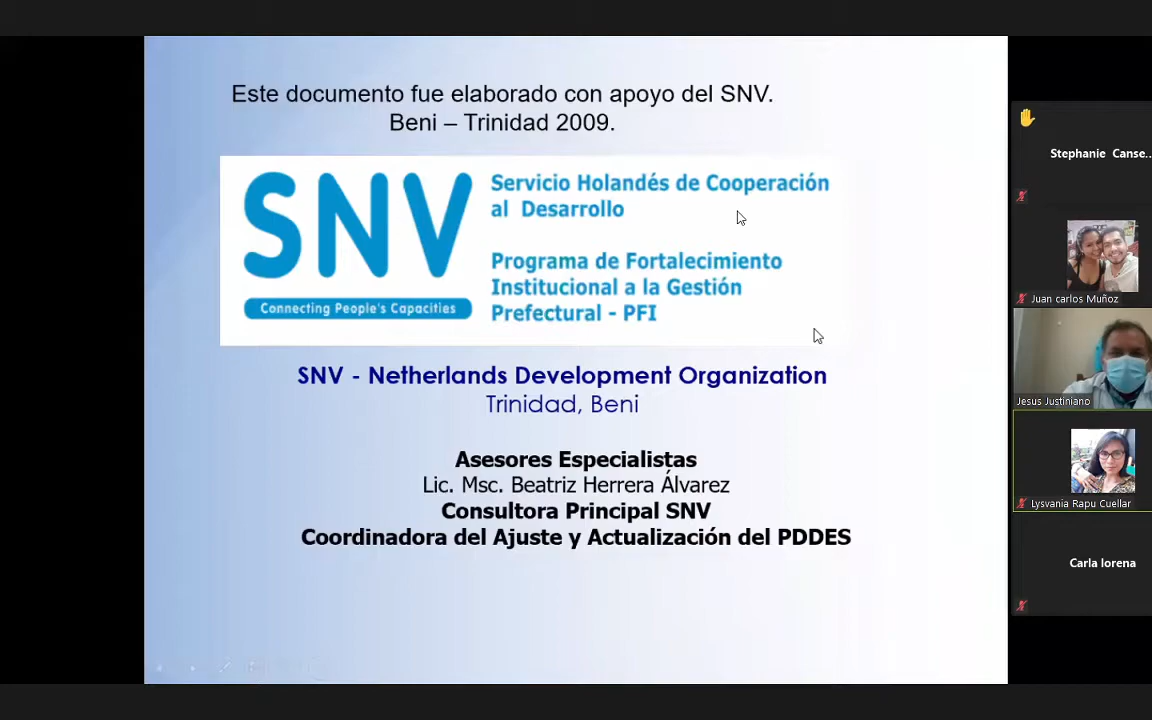 Este documento fue elaborado con apoyo del SNV.
Beni – Trinidad 2009.
SNV
Connecting People's Capacities
Servicio Holandés de Cooperación
al Desarrollo
Programa de Fortalecimiento
Institucional a la Gestión
Prefectural - PFI
SNV - Netherlands Development Organization
Trinidad, Beni
Asesores Especialistas
Lic. Msc. Beatriz Herrera Álvarez
Consultora Principal SNV
Coordinadora del Ajuste y Actualización del PDDES
Stephanie Canse...
Juan carlos Muñoz
Jesus Justiniano
Lysvania Rapu Cuellar
Carla lorena